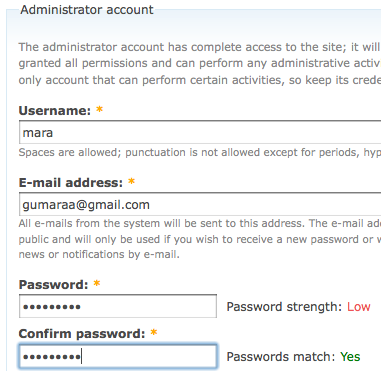 Administrator account
The administrator account has complete access to the site; it will
granted all permissions and can perform any administrative activ
only account that can perform certain activities, so keep its crede
Username: *
mara
Spaces are allowed; punctuation is not allowed except for periods, hyp
E-mail address: *
gumaraa@gmail.com
All e-mails from the system will be sent to this address. The e-mail add
public and will only be used if you wish to receive a new password or w
news or notifications by e-mail.
Password: *
••••••••• Password strength: Low
Confirm password: *
••••••••• Passwords match: Yes